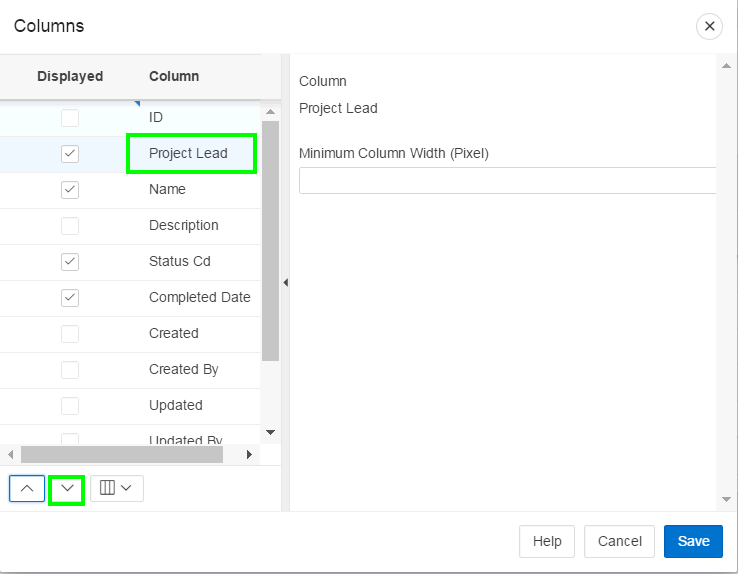 Columns
Displayed Column
ID
Project Lead
Name
Description
Status Cd
Completed Date
Created
Created By
Updated
Updated By
Column
Project Lead
Minimum Column Width (Pixel)
Help Cancel Save